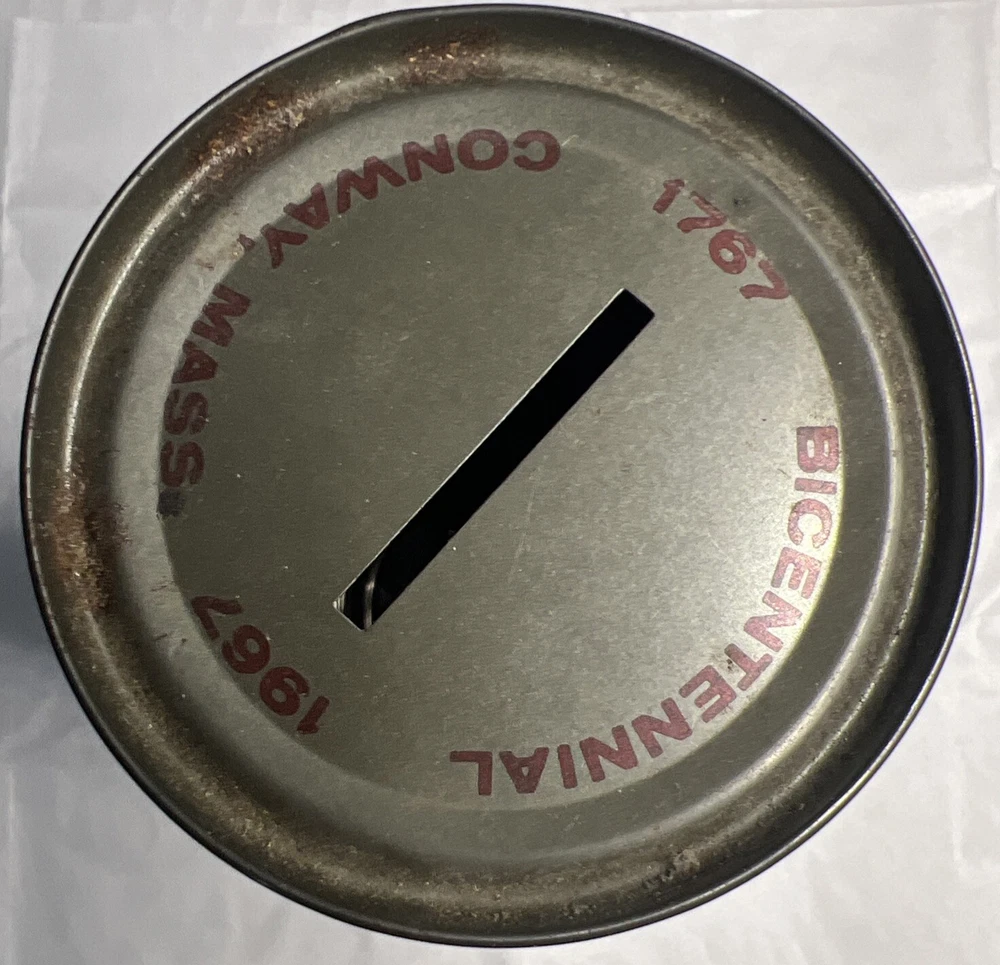 CONWAY, MASS.
1767
BICENTENNIAL
1967